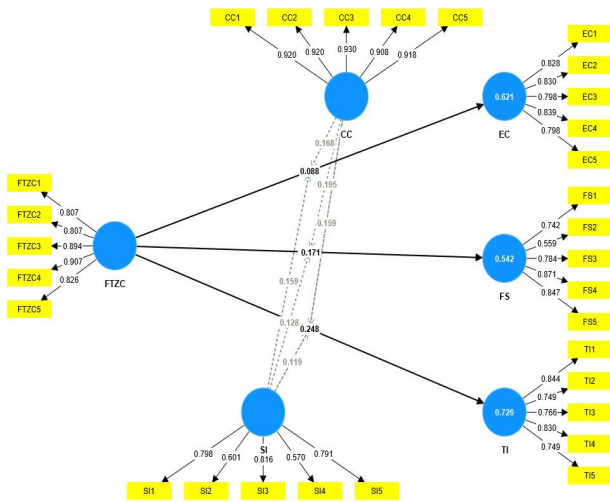 CC1 CC2 CC3 CC4 CC5
0.920 0.920 0.930 0.908 0.918
CC
EC1
EC2
EC3
EC4
EC5
0.828
0.830
0.798
0.839
0.798
0.621
EC
0.168
0.088
0.195
0.159
FTZC1
FTZC2
FTZC3
FTZC4
FTZC5
0.807
0.807
0.894
0.907
0.826
FTZC
0.171
FS1
FS2
FS3
FS4
FS5
0.742
0.559
0.784
0.871
0.847
0.542
FS
0.159
0.128
0.248
0.119
TI1
TI2
TI3
TI4
TI5
0.844
0.749
0.766
0.830
0.749
0.726
TI
SI
0.798 0.601 0.816 0.570 0.791
SI1 SI2 SI3 SI4 SI5